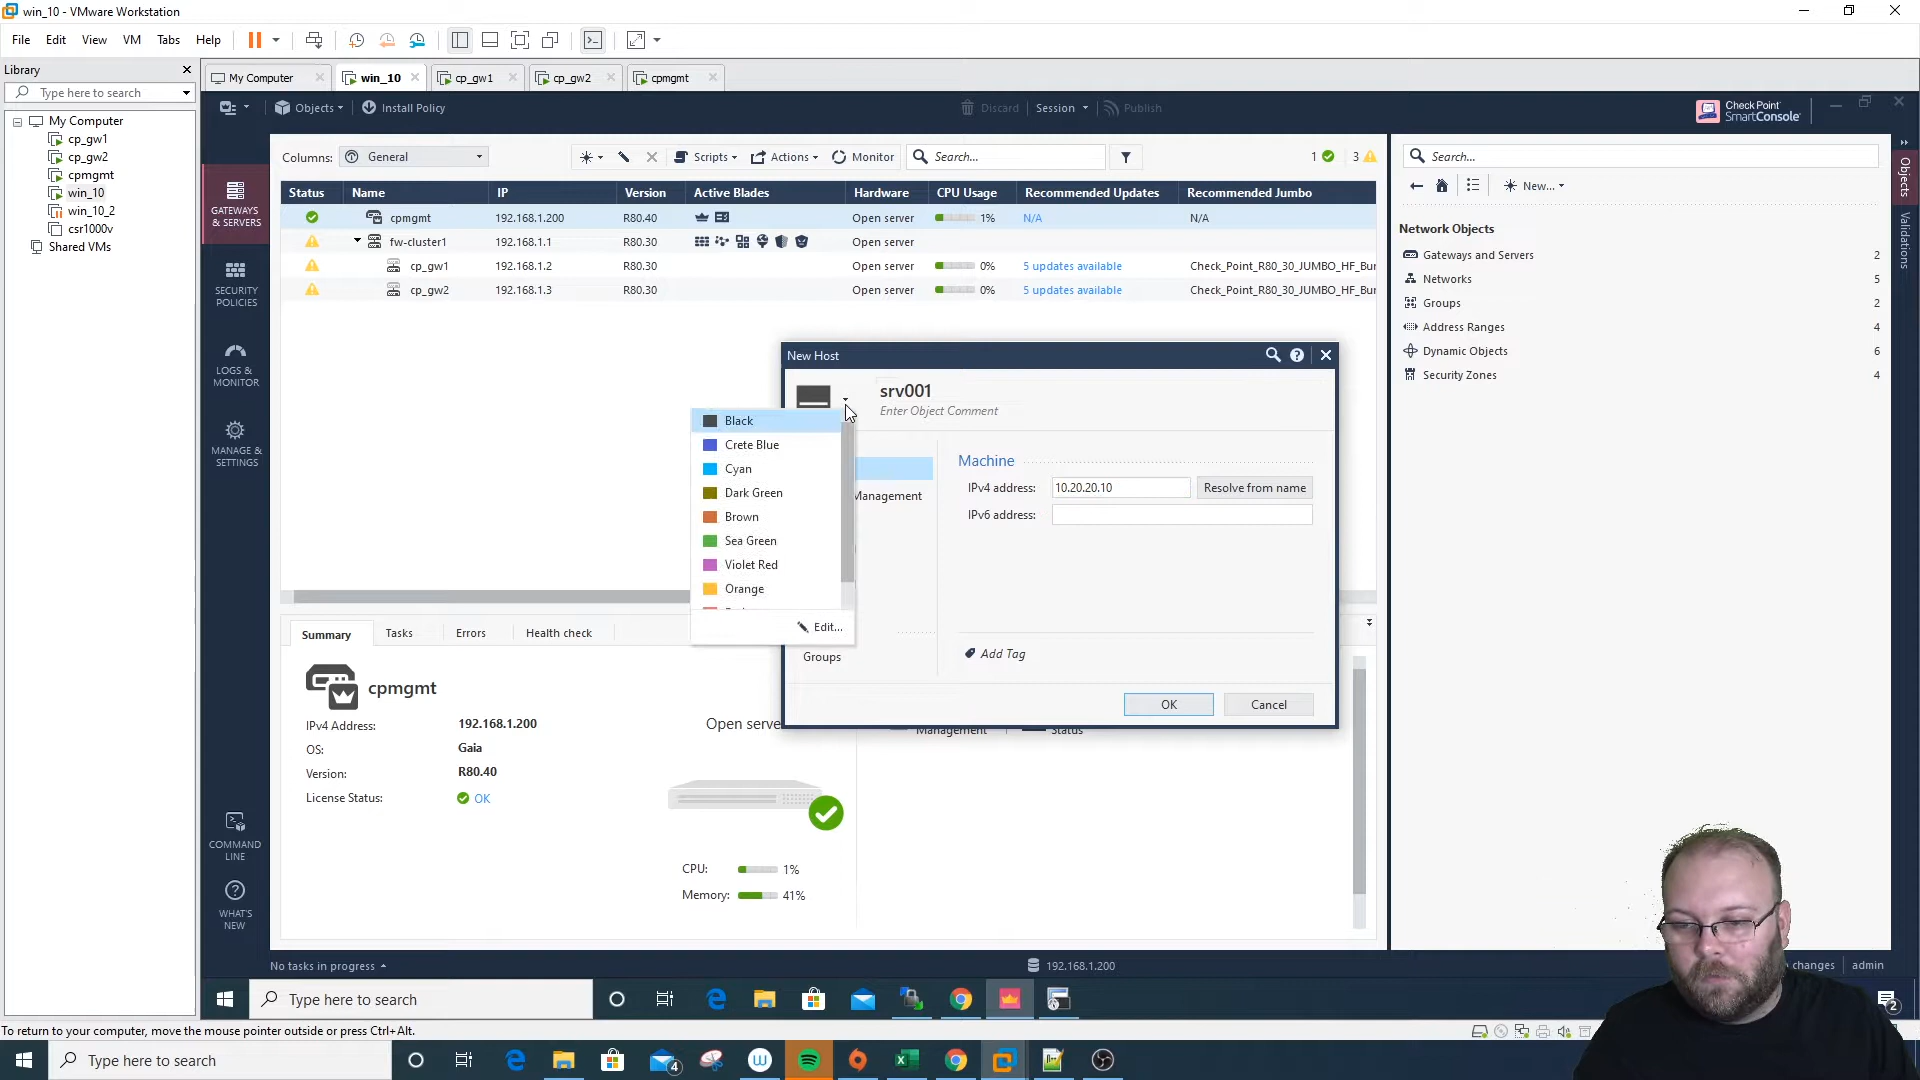 win_10 - VMware Workstation
File Edit View VM Tabs Help
Library
Type here to search
My Computer
cp_gw1
cp_gw2
cpmgmt
win_10
win_10_2
csr1000v
Shared VMs
My Computer win_10 cp_gw1 cp_gw2 cpmgmt
Objects Install Policy Discard Session Publish
Check Point SmartConsole
GATEWAYS & SERVERS
SECURITY POLICIES
LOGS & MONITOR
MANAGE & SETTINGS
COMMAND LINE
WHAT'S NEW
Columns: General Scripts Actions Monitor Search... 1 3
Status Name IP Version Active Blades Hardware CPU Usage Recommended Updates Recommended Jumbo
cpmgmt 192.168.1.200 R80.40 Open server 1% N/A N/A
fw-cluster1 192.168.1.1 R80.30 Open server
cp_gw1 192.168.1.2 R80.30 Open server 0% 5 updates available Check_Point_R80_30_JUMBO_HF_Bur
cp_gw2 192.168.1.3 R80.30 Open server 0% 5 updates available Check_Point_R80_30_JUMBO_HF_Bur
New Host
srv001
Enter Object Comment
Black
Crete Blue
Cyan
Dark Green
Brown
Sea Green
Violet Red
Orange
Edit...
Management
Groups
Machine
IPv4 address: 10.20.20.10 Resolve from name
IPv6 address:
Add Tag
OK Cancel
Summary Tasks Errors Health check
cpmgmt
IPv4 Address: 192.168.1.200
OS: Gaia
Version: R80.40
License Status: OK
Open serve
CPU: 1%
Memory: 41%
Management Status
Search...
New...
Network Objects
Gateways and Servers 2
Networks 5
Groups 2
Address Ranges 4
Dynamic Objects 6
Security Zones 4
Objects
Validations
No tasks in progress 192.168.1.200 changes admin
Type here to search 2
To return to your computer, move the mouse pointer outside or press Ctrl+Alt.
Type here to search 4